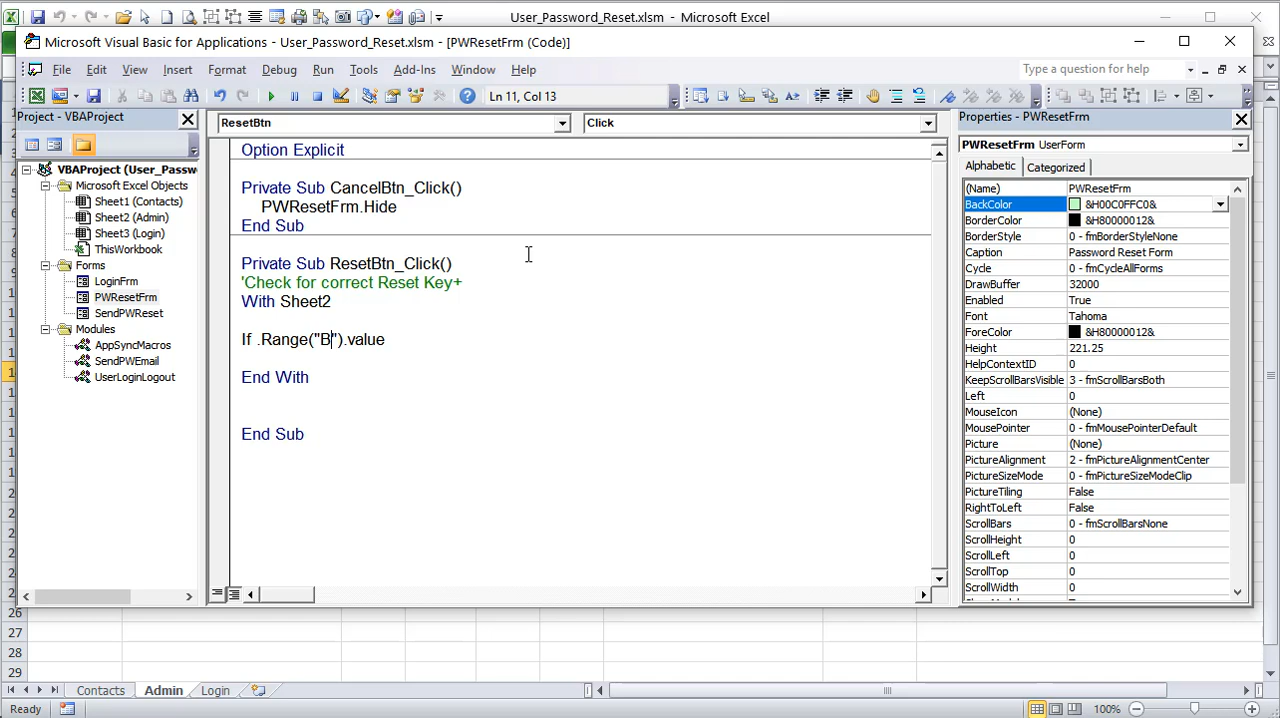 User_Password_Reset.xlsm - Microsoft Excel
Microsoft Visual Basic for Applications - User_Password_Reset.xlsm - [PWResetFrm (Code)]
File Edit View Insert Format Debug Run Tools Add-Ins Window Help
Type a question for help
Ln 11, Col 13
Project - VBAProject
VBAProject (User_Passw
Microsoft Excel Objects
Sheet1 (Contacts)
Sheet2 (Admin)
Sheet3 (Login)
ThisWorkbook
Forms
LoginFrm
PWResetFrm
SendPWReset
Modules
AppSyncMacros
SendPWEmail
UserLoginLogout
ResetBtn
Click
Option Explicit
Private Sub CancelBtn_Click()
PWResetFrm.Hide
End Sub
Private Sub ResetBtn_Click()
'Check for correct Reset Key+
With Sheet2
If .Range("B").value
End With
End Sub
Properties - PWResetFrm
PWResetFrm UserForm
Alphabetic Categorized
(Name) PWResetFrm
BackColor &H00C0FFC0&
BorderColor &H80000012&
BorderStyle 0 - fmBorderStyleNone
Caption Password Reset Form
Cycle 0 - fmCycleAllForms
DrawBuffer 32000
Enabled True
Font Tahoma
ForeColor &H80000012&
Height 221.25
HelpContextID 0
KeepScrollBarsVisible 3 - fmScrollBarsBoth
Left 0
MouseIcon (None)
MousePointer 0 - fmMousePointerDefault
Picture (None)
PictureAlignment 2 - fmPictureAlignmentCenter
PictureSizeMode 0 - fmPictureSizeModeClip
PictureTiling False
RightToLeft False
ScrollBars 0 - fmScrollBarsNone
ScrollHeight 0
ScrollLeft 0
ScrollTop 0
ScrollWidth 0
26
27
28
29
Contacts Admin Login
Ready
100%